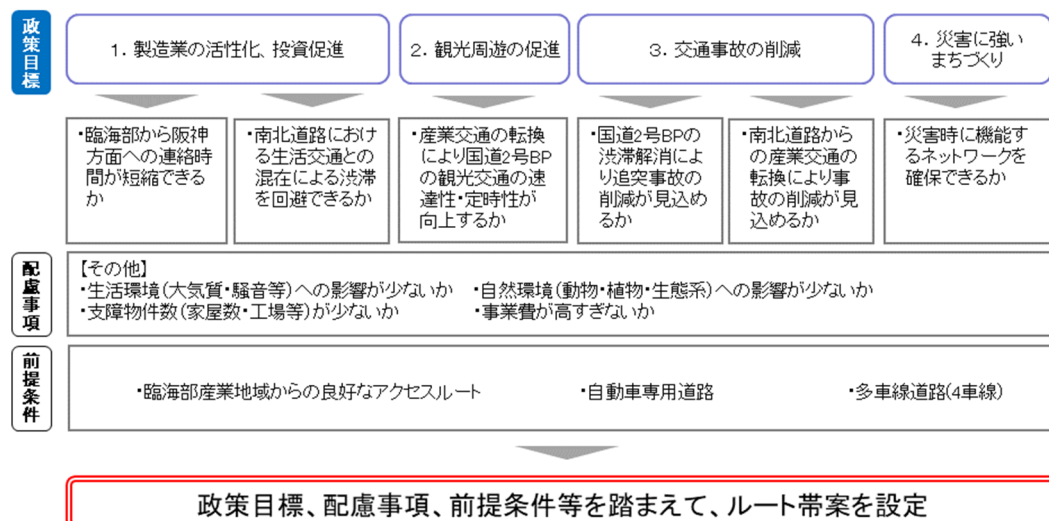 政策目標
1．製造業の活性化、投資促進
2．観光周遊の促進
3．交通事故の削減
4．災害に強い
まちづくり
・臨海部から阪神
方面への連絡時
間が短縮できる
か
・南北道路におけ
る生活交通との
混在による渋滞
を回避できるか
・産業交通の転換
により国道2号BP
の観光交通の速
達性・定時性が
向上するか
・国道2号BPの
渋滞解消によ
り追突事故の
削減が見込め
るか
・南北道路から
の産業交通の
転換により事
故の削減が見
込めるか
・災害時に機能す
るネットワークを
確保できるか
配慮事項
【その他】
・生活環境（大気質・騒音等）への影響が少ないか ・自然環境（動物・植物・生態系）への影響が少ないか
・支障物件数（家屋数・工場等）が少ないか ・事業費が高すぎないか
前提条件
・臨海部産業地域からの良好なアクセスルート ・自動車専用道路 ・多車線道路(4車線)
政策目標、配慮事項、前提条件等を踏まえて、ルート帯案を設定